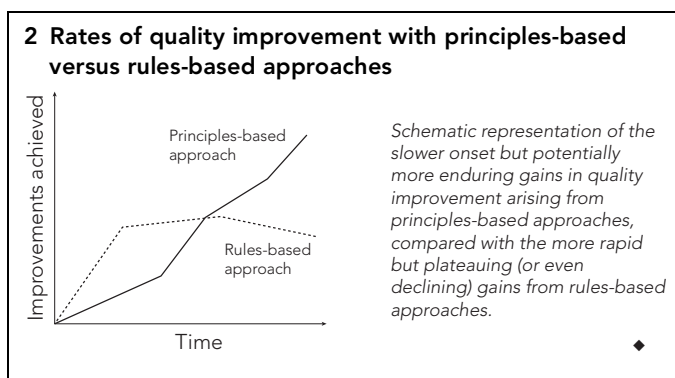 2 Rates of quality improvement with principles-based
versus rules-based approaches
Improvements achieved
Principles-based
approach
Rules-based
approach
Time
Schematic representation of the
slower onset but potentially
more enduring gains in quality
improvement arising from
principles-based approaches,
compared with the more rapid
but plateauing (or even
declining) gains from rules-based
approaches.